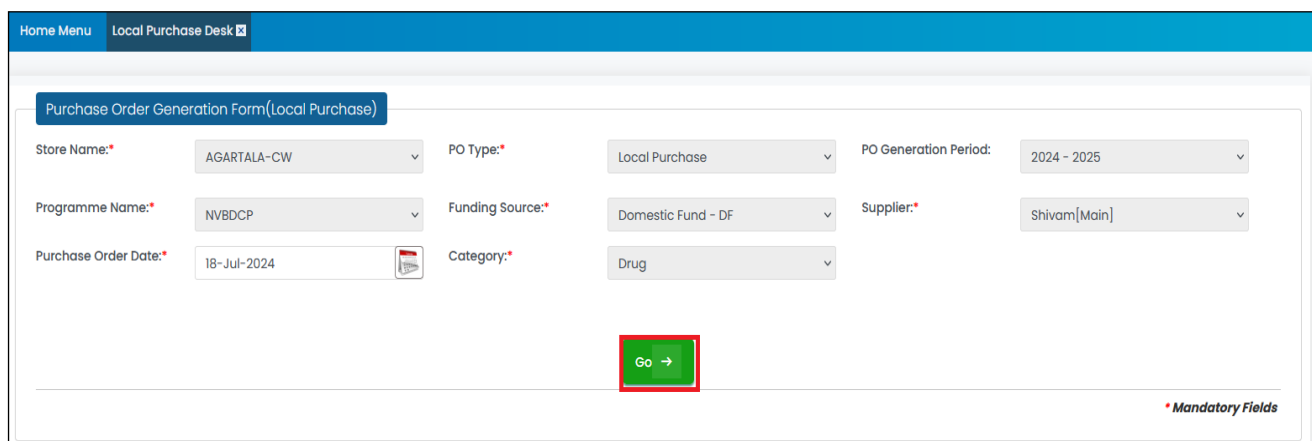 Home Menu Local Purchase Desk
Purchase Order Generation Form(Local Purchase)
Store Name:* AGARTALA-CW PO Type:* Local Purchase PO Generation Period: 2024 - 2025
Programme Name:* NVBDCP Funding Source:* Domestic Fund - DF Supplier:* Shivam[Main]
Purchase Order Date:* 18-Jul-2024 Category:* Drug
Go →
* Mandatory Fields